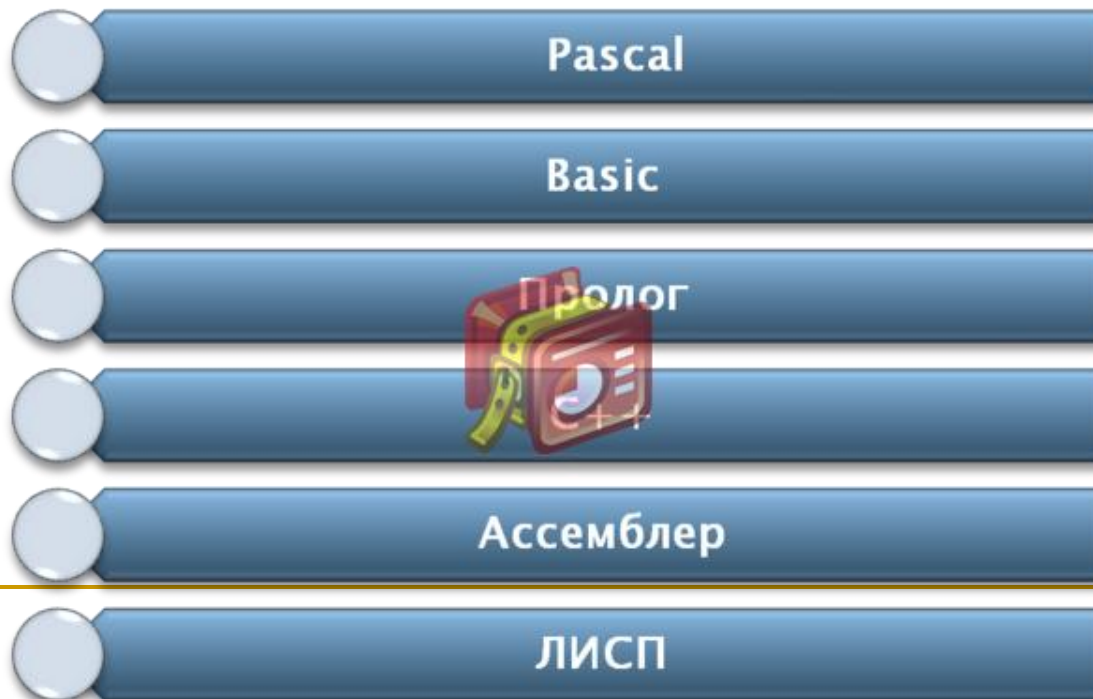 Pascal
Basic
Пролог
C++
Ассемблер
ЛИСП